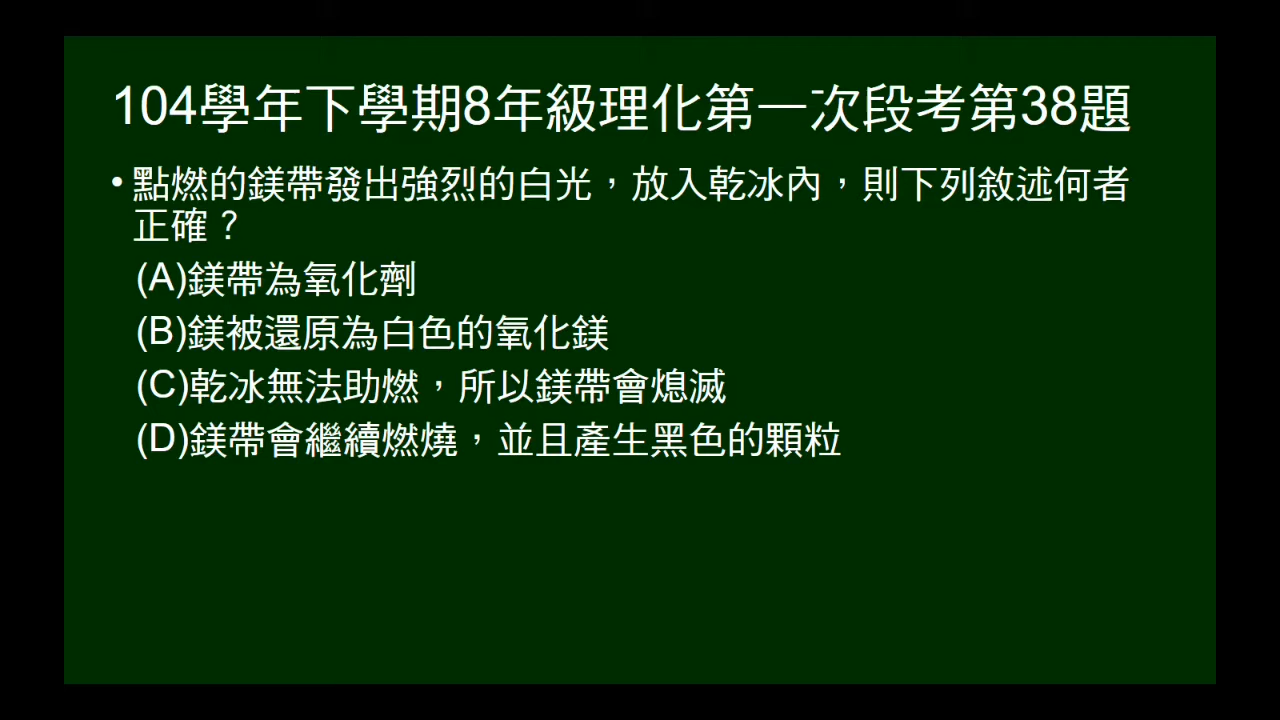 104學年下學期8年級理化第一次段考第38題
• 點燃的鎂帶發出強烈的白光，放入乾冰內，則下列敘述何者
正確？
(A)鎂帶為氧化劑
(B)鎂被還原為白色的氧化鎂
(C)乾冰無法助燃，所以鎂帶會熄滅
(D)鎂帶會繼續燃燒，並且產生黑色的顆粒